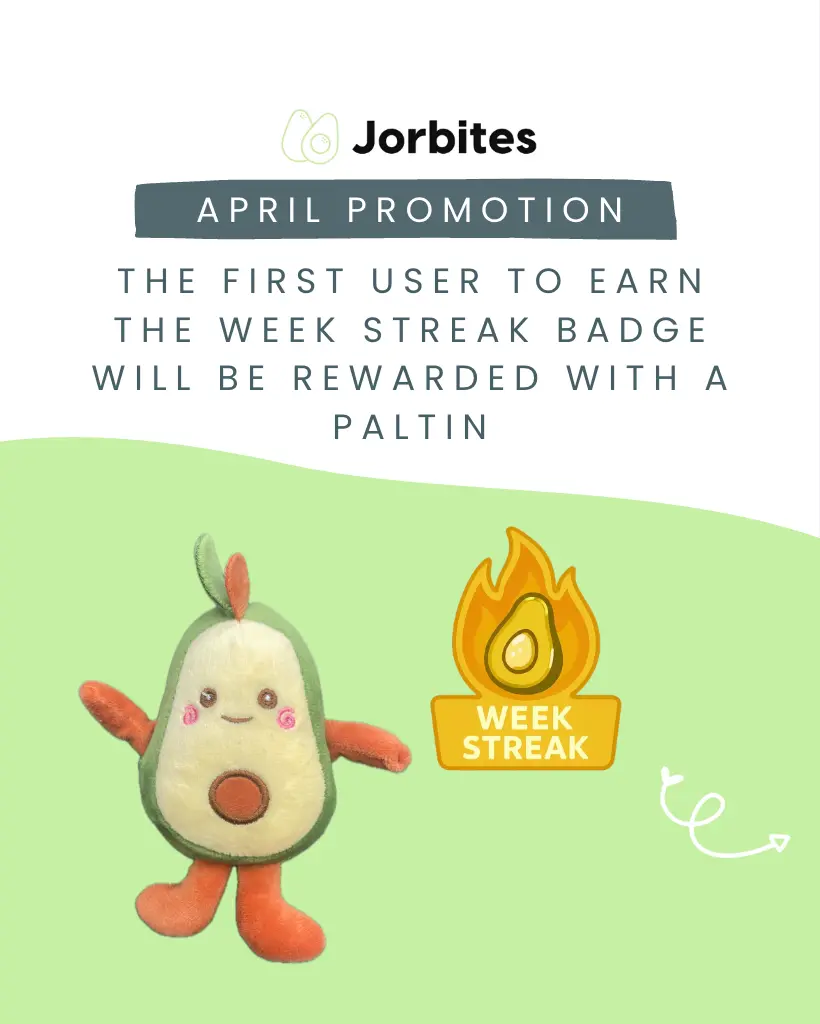 Jorbites
APRIL PROMOTION
THE FIRST USER TO EARN
THE WEEK STREAK BADGE
WILL BE REWARDED WITH A
PALTIN
WEEK
STREAK